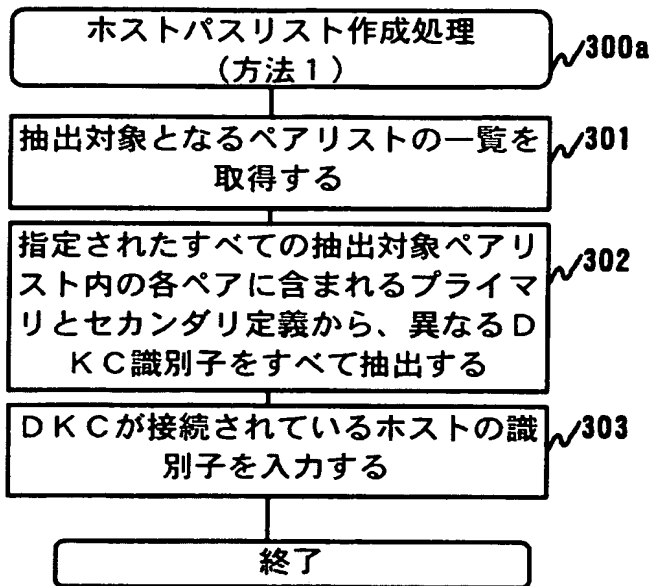 ホストパスリスト作成処理
(方法１)
300a
抽出対象となるペアリストの一覧を
取得する
301
指定されたすべての抽出対象ペアリ
スト内の各ペアに含まれるプライマ
リとセカンダリ定義から、異なるＤ
ＫＣ識別子をすべて抽出する
302
ＤＫＣが接続されているホストの識
別子を入力する
303
終了